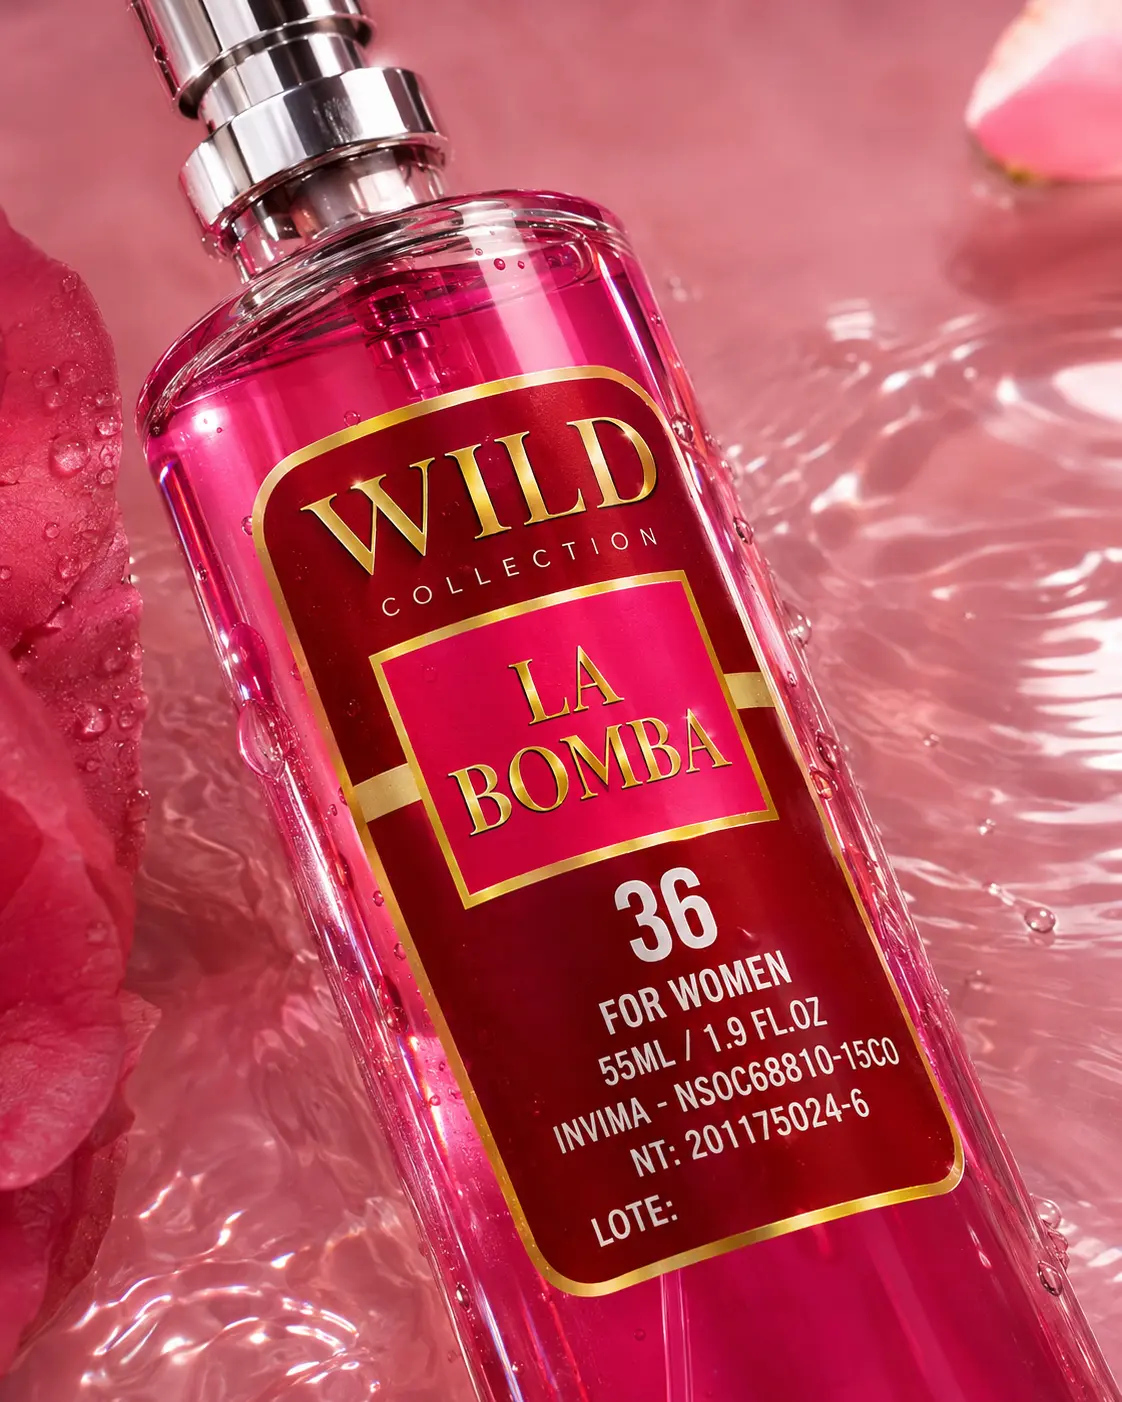 WILD
COLLECTION
LA
BOMBA
36
FOR WOMEN
55ML / 1.9 FL.OZ
INVIMA - NSOC68810-15CO
NT: 201175024-6
LOTE: